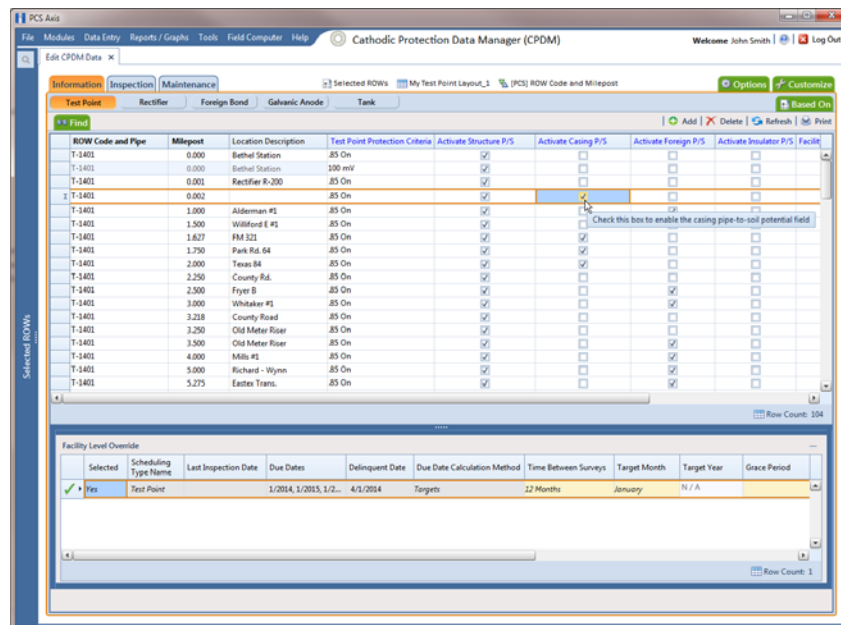 PCS Axis
File Modules Data Entry Reports / Graphs Tools Field Computer Help Cathodic Protection Data Manager (CPDM) Welcome John Smith Log Out
Edit CPDM Data
Information Inspection Maintenance Selected ROWs My Test Point Layout_1 [PCS] ROW Code and Milepost Options Customize
Test Point Rectifier Foreign Bond Galvanic Anode Tank Based On
Find Add Delete Refresh Print
ROW Code and Pipe Milepost Location Description Test Point Protection Criteria Activate Structure P/S Activate Casing P/S Activate Foreign P/S Activate Insulator P/S Facilit
T-1401 0.000 Bethel Station .85 On
T-1401 0.000 Bethel Station 100 mV
T-1401 0.001 Rectifier R-200 .85 On
T-1401 0.002 .85 On
T-1401 1.000 Alderman #1 .85 On
Check this box to enable the casing pipe-to-soil potential field
T-1401 1.500 Williford E #1 .85 On
T-1401 1.627 FM 321 .85 On
T-1401 1.750 Park Rd. 64 .85 On
T-1401 2.000 Texas 84 .85 On
T-1401 2.250 County Rd. .85 On
T-1401 2.500 Fryer B .85 On
T-1401 3.000 Whitaker #1 .85 On
T-1401 3.218 County Road .85 On
T-1401 3.250 Old Meter Riser .85 On
T-1401 3.500 Old Meter Riser .85 On
T-1401 4.000 Mills #1 .85 On
T-1401 5.000 Richard - Wynn .85 On
T-1401 5.275 Eastex Trans. .85 On
Selected ROWs
Row Count: 104
Facility Level Override
Selected Scheduling Type Name Last Inspection Date Due Dates Delinquent Date Due Date Calculation Method Time Between Surveys Target Month Target Year Grace Period
Yes Test Point 1/2014, 1/2015, 1/2... 4/1/2014 Targets 12 Months January N / A
Row Count: 1